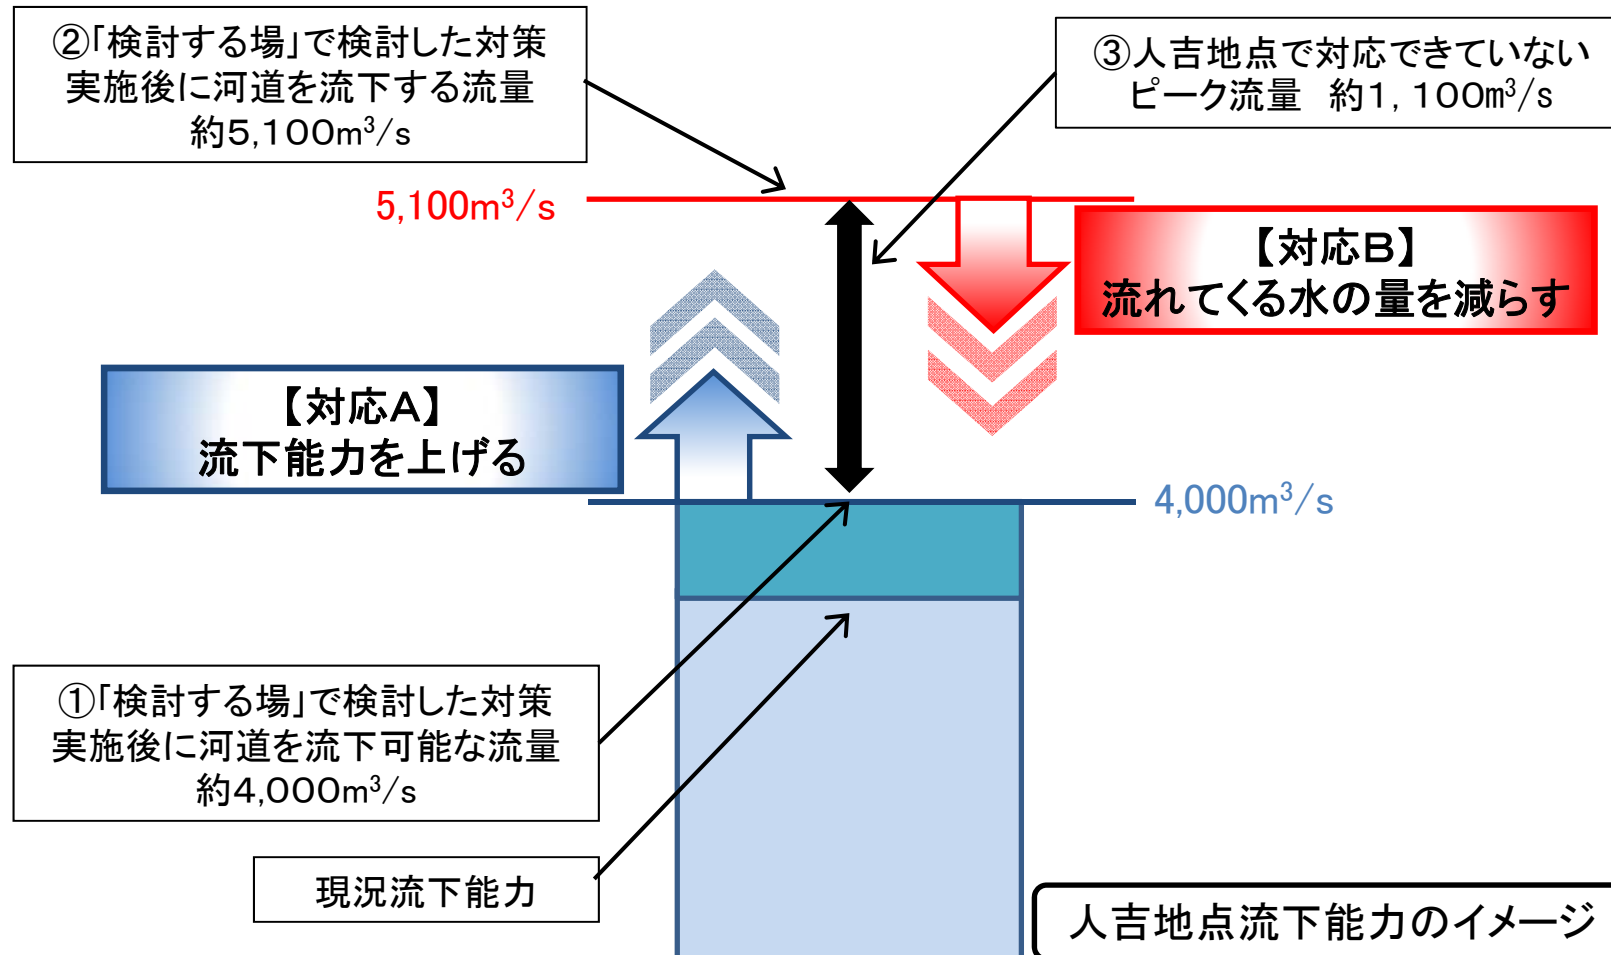 ②「検討する場」で検討した対策
実施後に河道を流下する流量
約5,100m³/s
③人吉地点で対応できていない
ピーク流量　約1，100m³/s
5,100m³/s
【対応B】
流れてくる水の量を減らす
【対応A】
流下能力を上げる
4,000m³/s
①「検討する場」で検討した対策
実施後に河道を流下可能な流量
約4,000m³/s
現況流下能力
人吉地点流下能力のイメージ